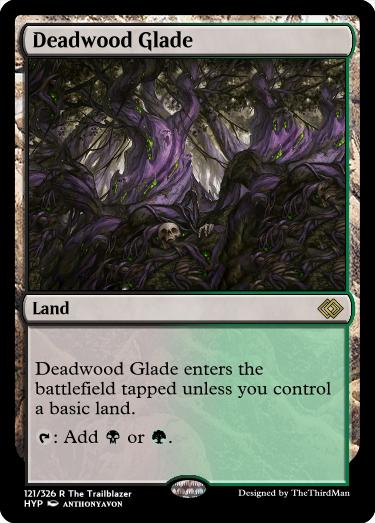 Deadwood Glade
Land
Deadwood Glade enters the
battlefield tapped unless you control
a basic land.
: Add or .
121/326 R The Trailblazer
HYP ANTHONYAVON
Designed by TheThirdMan